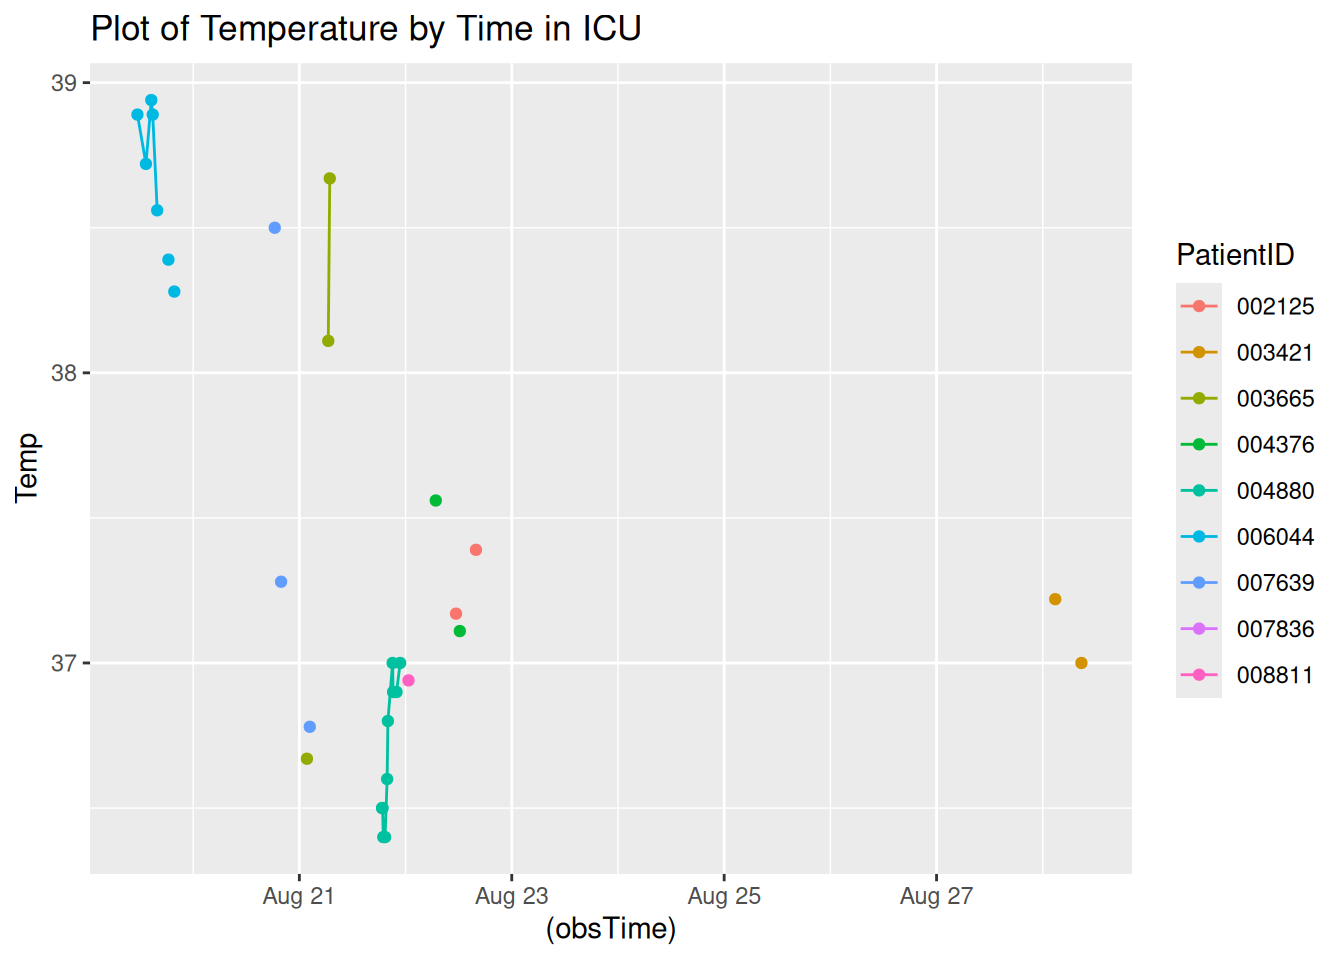 Plot of Temperature by Time in ICU
39
38
37
Temp
Aug 21
Aug 23
Aug 25
Aug 27
(obsTime)
PatientID
002125
003421
003665
004376
004880
006044
007639
007836
008811